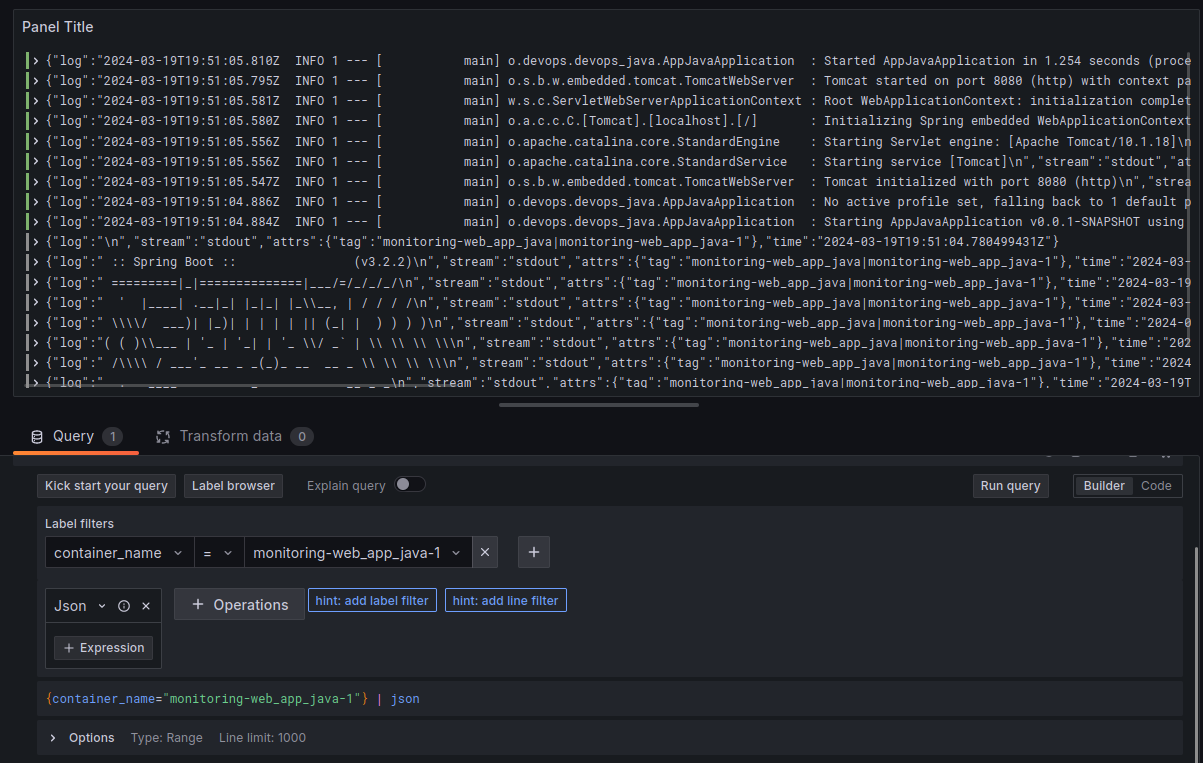 Panel Title
{"log":"2024-03-19T19:51:05.810Z  INFO 1 --- [           main] o.devops.devops_java.AppJavaApplication  : Started AppJavaApplication in 1.254 seconds (proce
{"log":"2024-03-19T19:51:05.795Z  INFO 1 --- [           main] o.s.b.w.embedded.tomcat.TomcatWebServer  : Tomcat started on port 8080 (http) with context pa
{"log":"2024-03-19T19:51:05.581Z  INFO 1 --- [           main] w.s.c.ServletWebServerApplicationContext : Root WebApplicationContext: initialization complet
{"log":"2024-03-19T19:51:05.580Z  INFO 1 --- [           main] o.a.c.c.C.[Tomcat].[localhost].[/]       : Initializing Spring embedded WebApplicationContext
{"log":"2024-03-19T19:51:05.556Z  INFO 1 --- [           main] o.apache.catalina.core.StandardEngine    : Starting Servlet engine: [Apache Tomcat/10.1.18]\n
{"log":"2024-03-19T19:51:05.556Z  INFO 1 --- [           main] o.apache.catalina.core.StandardService   : Starting service [Tomcat]\n","stream":"stdout","at
{"log":"2024-03-19T19:51:05.547Z  INFO 1 --- [           main] o.s.b.w.embedded.tomcat.TomcatWebServer  : Tomcat initialized with port 8080 (http)\n","strea
{"log":"2024-03-19T19:51:04.886Z  INFO 1 --- [           main] o.devops.devops_java.AppJavaApplication  : No active profile set, falling back to 1 default p
{"log":"2024-03-19T19:51:04.884Z  INFO 1 --- [           main] o.devops.devops_java.AppJavaApplication  : Starting AppJavaApplication v0.0.1-SNAPSHOT using
{"log":"\n","stream":"stdout","attrs":{"tag":"monitoring-web_app_java|monitoring-web_app_java-1"},"time":"2024-03-19T19:51:04.780499431Z"}
{"log":" :: Spring Boot ::                (v3.2.2)\n","stream":"stdout","attrs":{"tag":"monitoring-web_app_java|monitoring-web_app_java-1"},"time":"2024-03-
{"log":" =========|_|==============|___/=/_/_/_/\n","stream":"stdout","attrs":{"tag":"monitoring-web_app_java|monitoring-web_app_java-1"},"time":"2024-03-19
{"log":"  '  |____| .__|_| |_|_| |_\\__, | / / / /\n","stream":"stdout","attrs":{"tag":"monitoring-web_app_java|monitoring-web_app_java-1"},"time":"2024-03-
{"log":" \\\\/  ___)| |_)| | | | | || (_| |  ) ) ) )\n","stream":"stdout","attrs":{"tag":"monitoring-web_app_java|monitoring-web_app_java-1"},"time":"2024-0
{"log":"( ( )\\___ | '_ | '_| | '_ \\/ _` | \\ \\ \\ \\\n","stream":"stdout","attrs":{"tag":"monitoring-web_app_java|monitoring-web_app_java-1"},"time":"202
{"log":" /\\\\ / ___'_ __ _ _(_)_ __  __ _ \\ \\ \\ \\\n","stream":"stdout","attrs":{"tag":"monitoring-web_app_java|monitoring-web_app_java-1"},"time":"2024
{"log":"  .   ____          _            __ _ _\n","stream":"stdout","attrs":{"tag":"monitoring-web_app_java|monitoring-web_app_java-1"},"time":"2024-03-19T
Query 1 Transform data 0
Kick start your query Label browser Explain query Run query Builder Code
Label filters
container_name = monitoring-web_app_java-1
Json + Operations hint: add label filter hint: add line filter
+ Expression
{container_name="monitoring-web_app_java-1"} | json
Options Type: Range Line limit: 1000